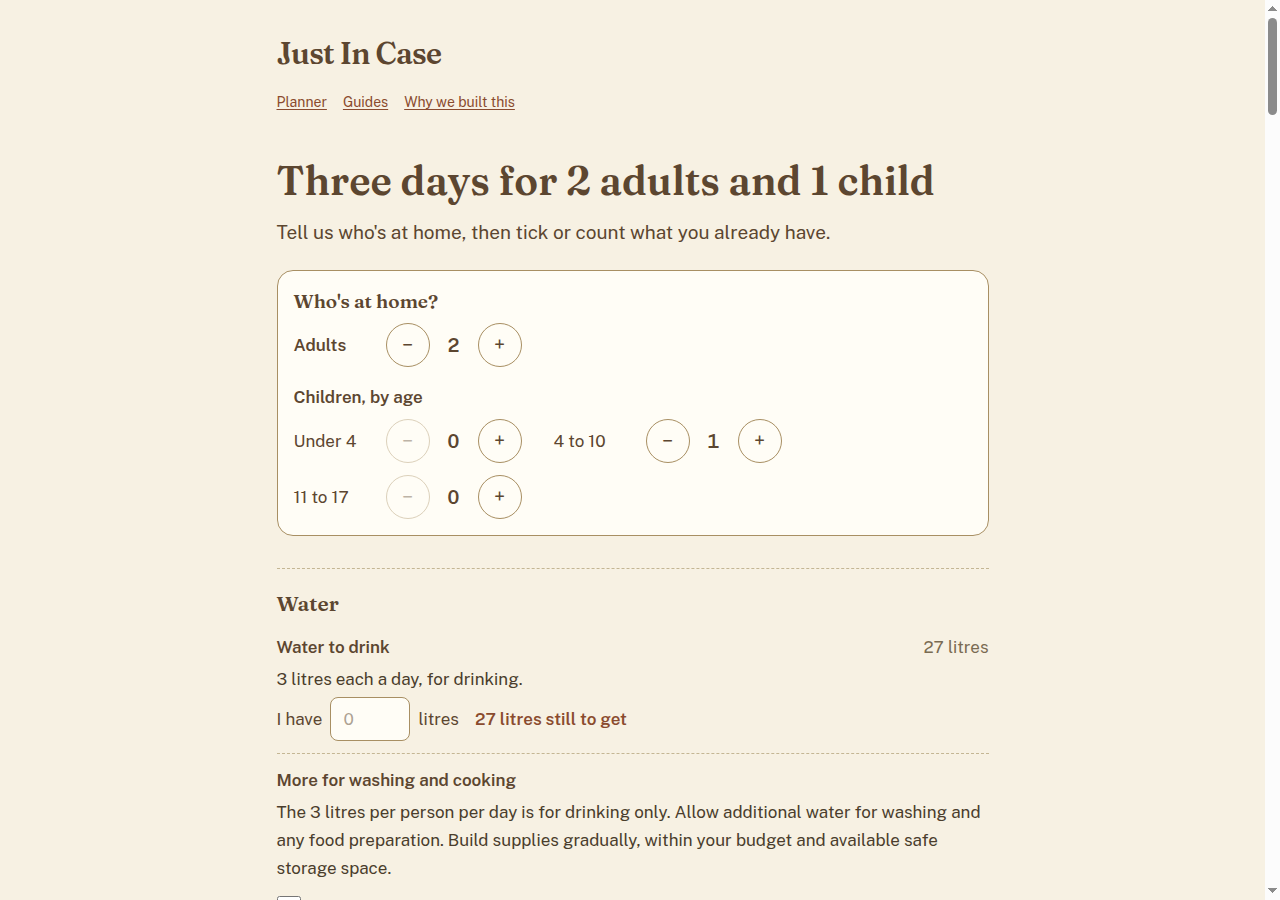 Just In Case
Planner Guides Why we built this
Three days for 2 adults and 1 child
Tell us who's at home, then tick or count what you already have.
Who's at home?
Adults − 2 +
Children, by age
Under 4 − 0 + 4 to 10 − 1 +
11 to 17 − 0 +
Water
Water to drink 27 litres
3 litres each a day, for drinking.
I have 0 litres 27 litres still to get
More for washing and cooking
The 3 litres per person per day is for drinking only. Allow additional water for washing and
any food preparation. Build supplies gradually, within your budget and available safe
storage space.